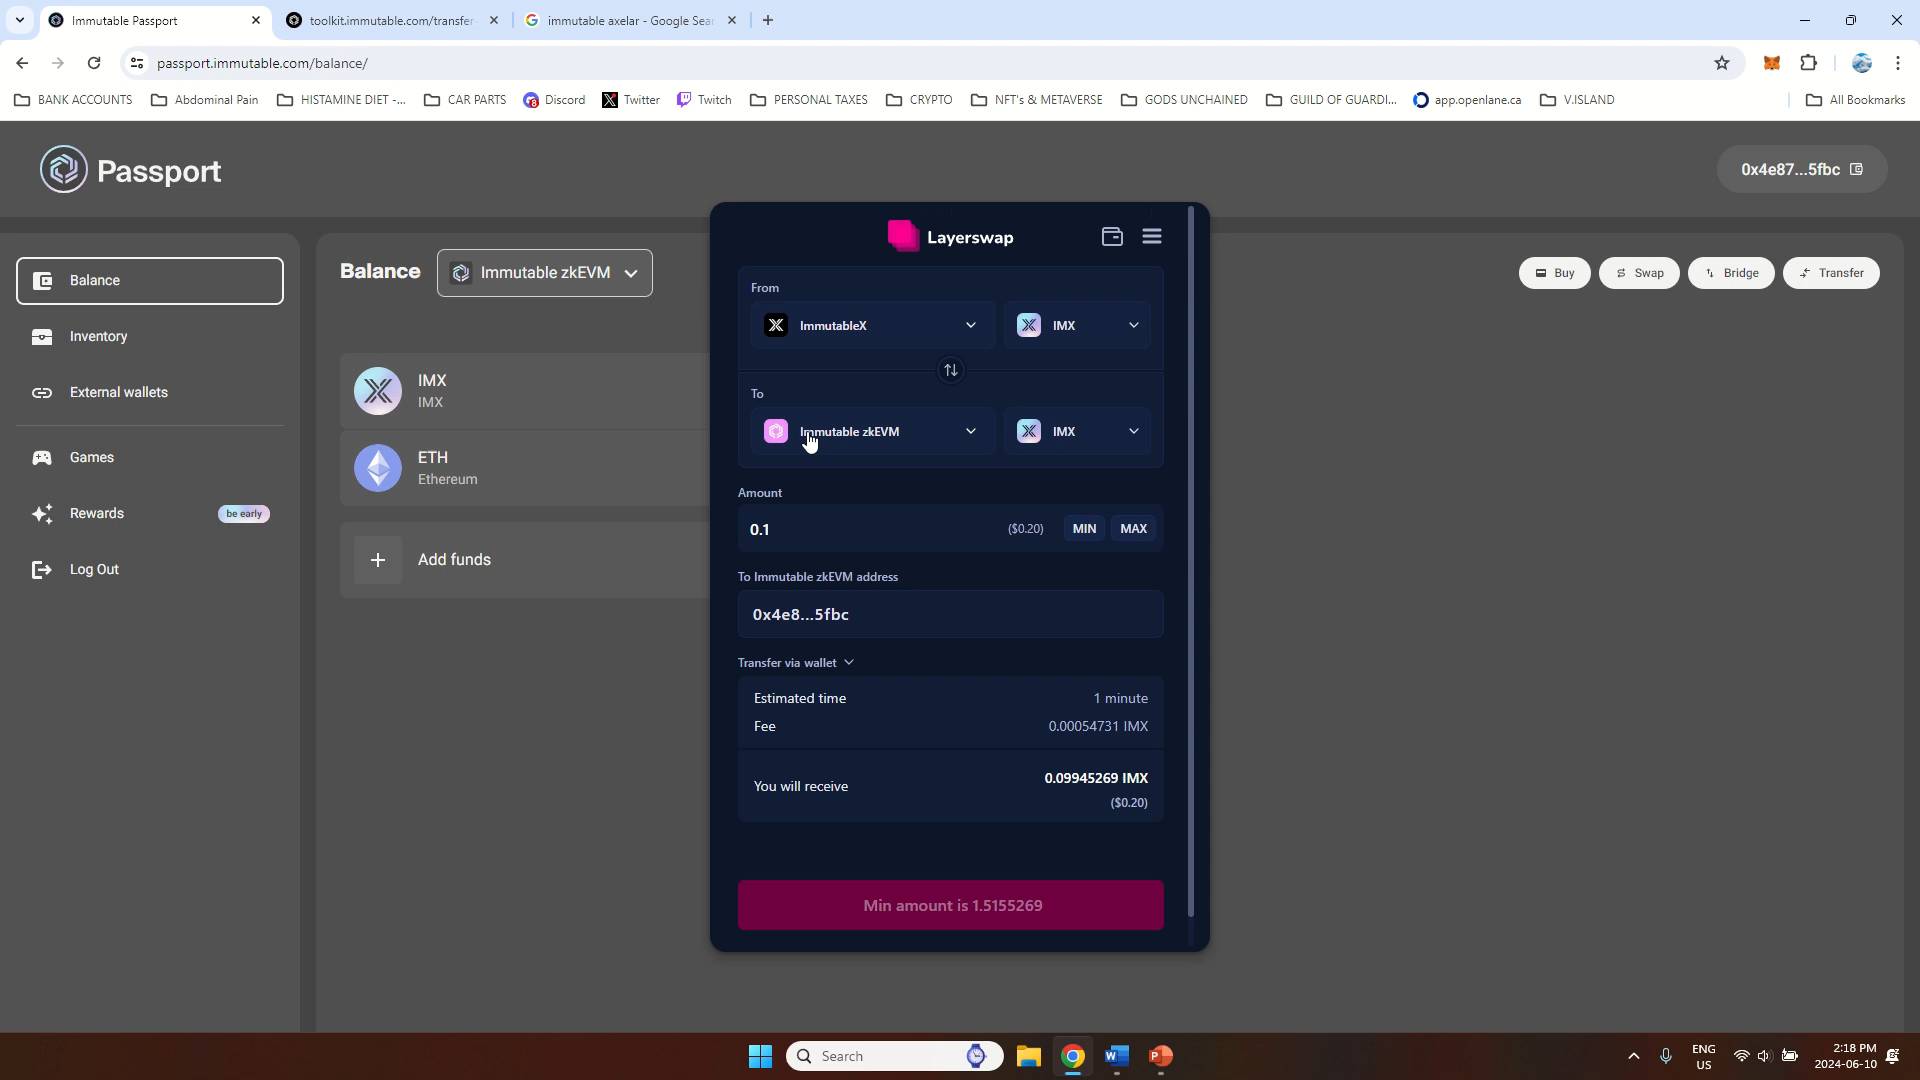 Immutable Passport
toolkit.immutable.com/transfer-
immutable axelar - Google Sear
passport.immutable.com/balance/
BANK ACCOUNTS
Abdominal Pain
HISTAMINE DIET -...
CAR PARTS
Discord
Twitter
Twitch
PERSONAL TAXES
CRYPTO
NFT's & METAVERSE
GODS UNCHAINED
GUILD OF GUARDI...
app.openlane.ca
V.ISLAND
All Bookmarks
Passport
0x4e87...5fbc
Balance
Inventory
External wallets
Games
Rewards
be early
Log Out
Balance
Immutable zkEVM
Buy
Swap
Bridge
Transfer
IMX
IMX
ETH
Ethereum
Add funds
Layerswap
From
ImmutableX
IMX
To
Immutable zkEVM
IMX
Amount
0.1
($0.20)
MIN
MAX
To Immutable zkEVM address
0x4e8...5fbc
Transfer via wallet
Estimated time
1 minute
Fee
0.00054731 IMX
You will receive
0.09945269 IMX
($0.20)
Min amount is 1.5155269
Search
ENG
US
2:18 PM
2024-06-10